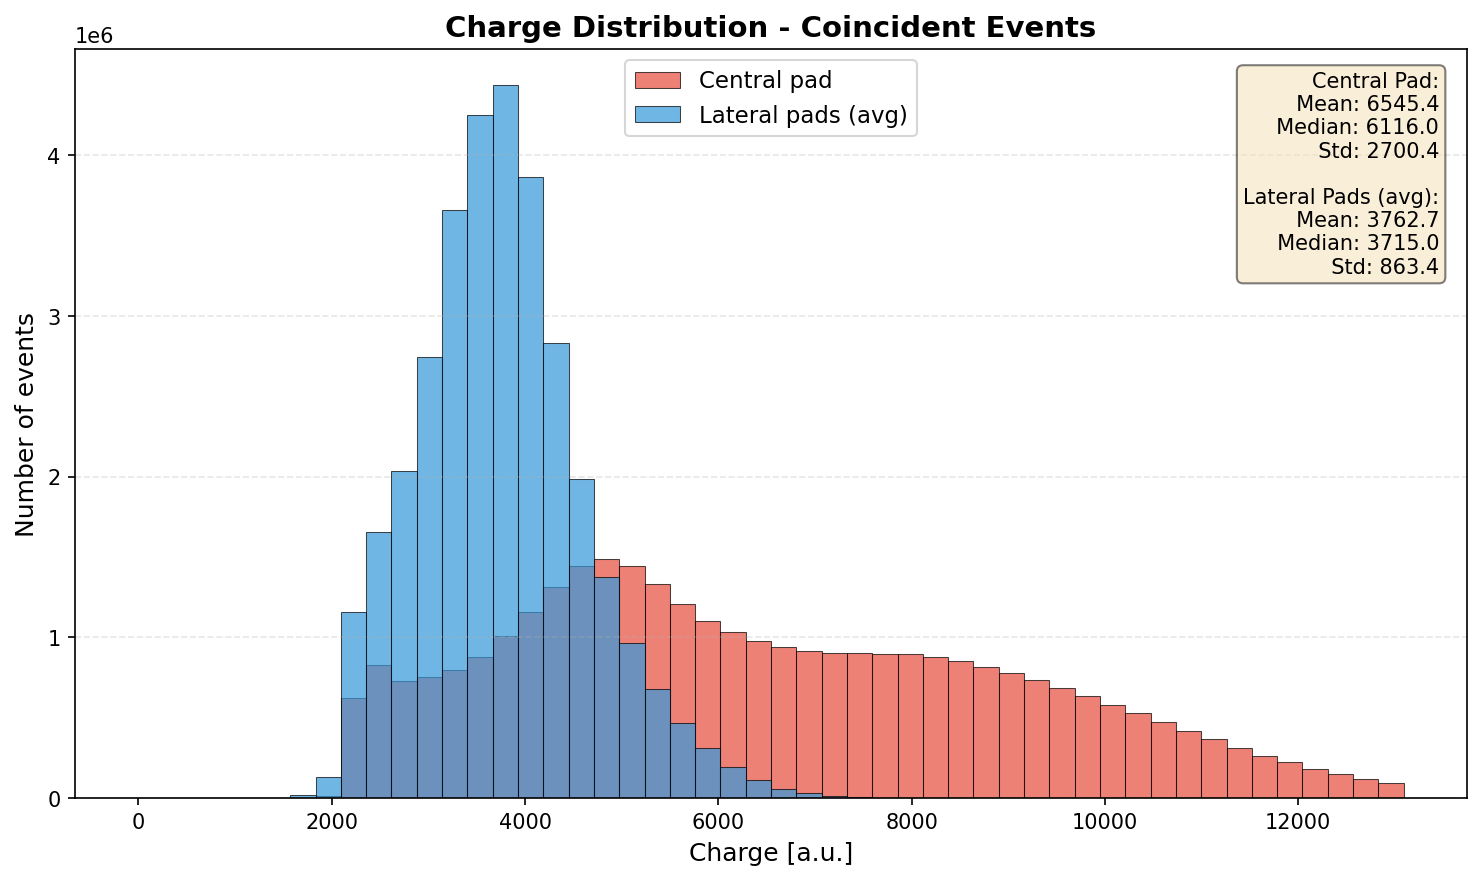 Charge Distribution - Coincident Events
1e6
Central pad
Lateral pads (avg)
Central Pad:
Mean: 6545.4
Median: 6116.0
Std: 2700.4
Lateral Pads (avg):
Mean: 3762.7
Median: 3715.0
Std: 863.4
Number of events
4
3
2
1
0
0 2000 4000 6000 8000 10000 12000
Charge [a.u.]